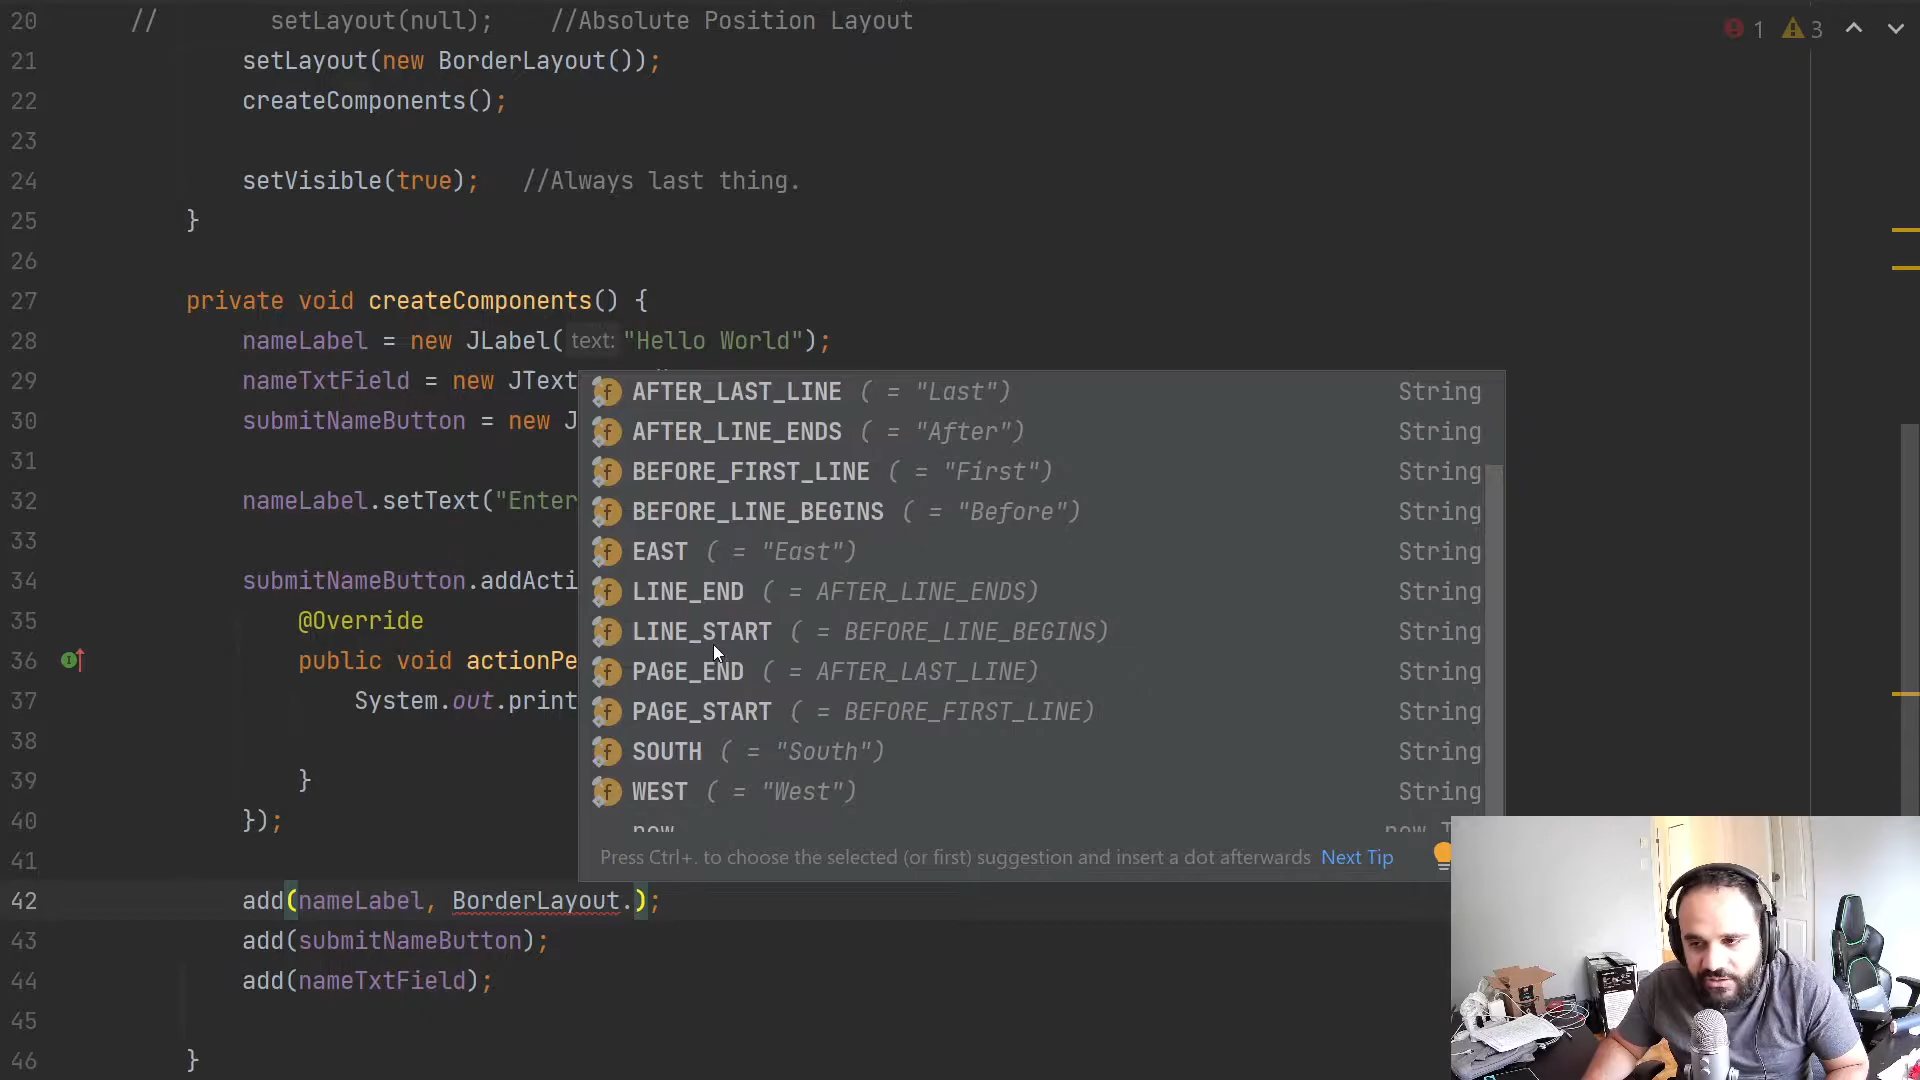 20 // setLayout(null); //Absolute Position Layout
1 3
21 setLayout(new BorderLayout());
22 createComponents();
23
24 setVisible(true); //Always last thing.
25 }
26
27 private void createComponents() {
28 nameLabel = new JLabel( text: "Hello World");
29 nameTxtField = new JText
30 submitNameButton = new J
31
32 nameLabel.setText("Enter
33
34 submitNameButton.addActi
35 @Override
36 public void actionPe
37 System.out.print
38
39 }
40 });
41
42 add(nameLabel, BorderLayout.);
43 add(submitNameButton);
44 add(nameTxtField);
45
46 }
AFTER_LAST_LINE ( = "Last") String
AFTER_LINE_ENDS ( = "After") String
BEFORE_FIRST_LINE ( = "First") String
BEFORE_LINE_BEGINS ( = "Before") String
EAST ( = "East") String
LINE_END ( = AFTER_LINE_ENDS) String
LINE_START ( = BEFORE_LINE_BEGINS) String
PAGE_END ( = AFTER_LAST_LINE) String
PAGE_START ( = BEFORE_FIRST_LINE) String
SOUTH ( = "South") String
WEST ( = "West") String
new new
Press Ctrl+. to choose the selected (or first) suggestion and insert a dot afterwards Next Tip